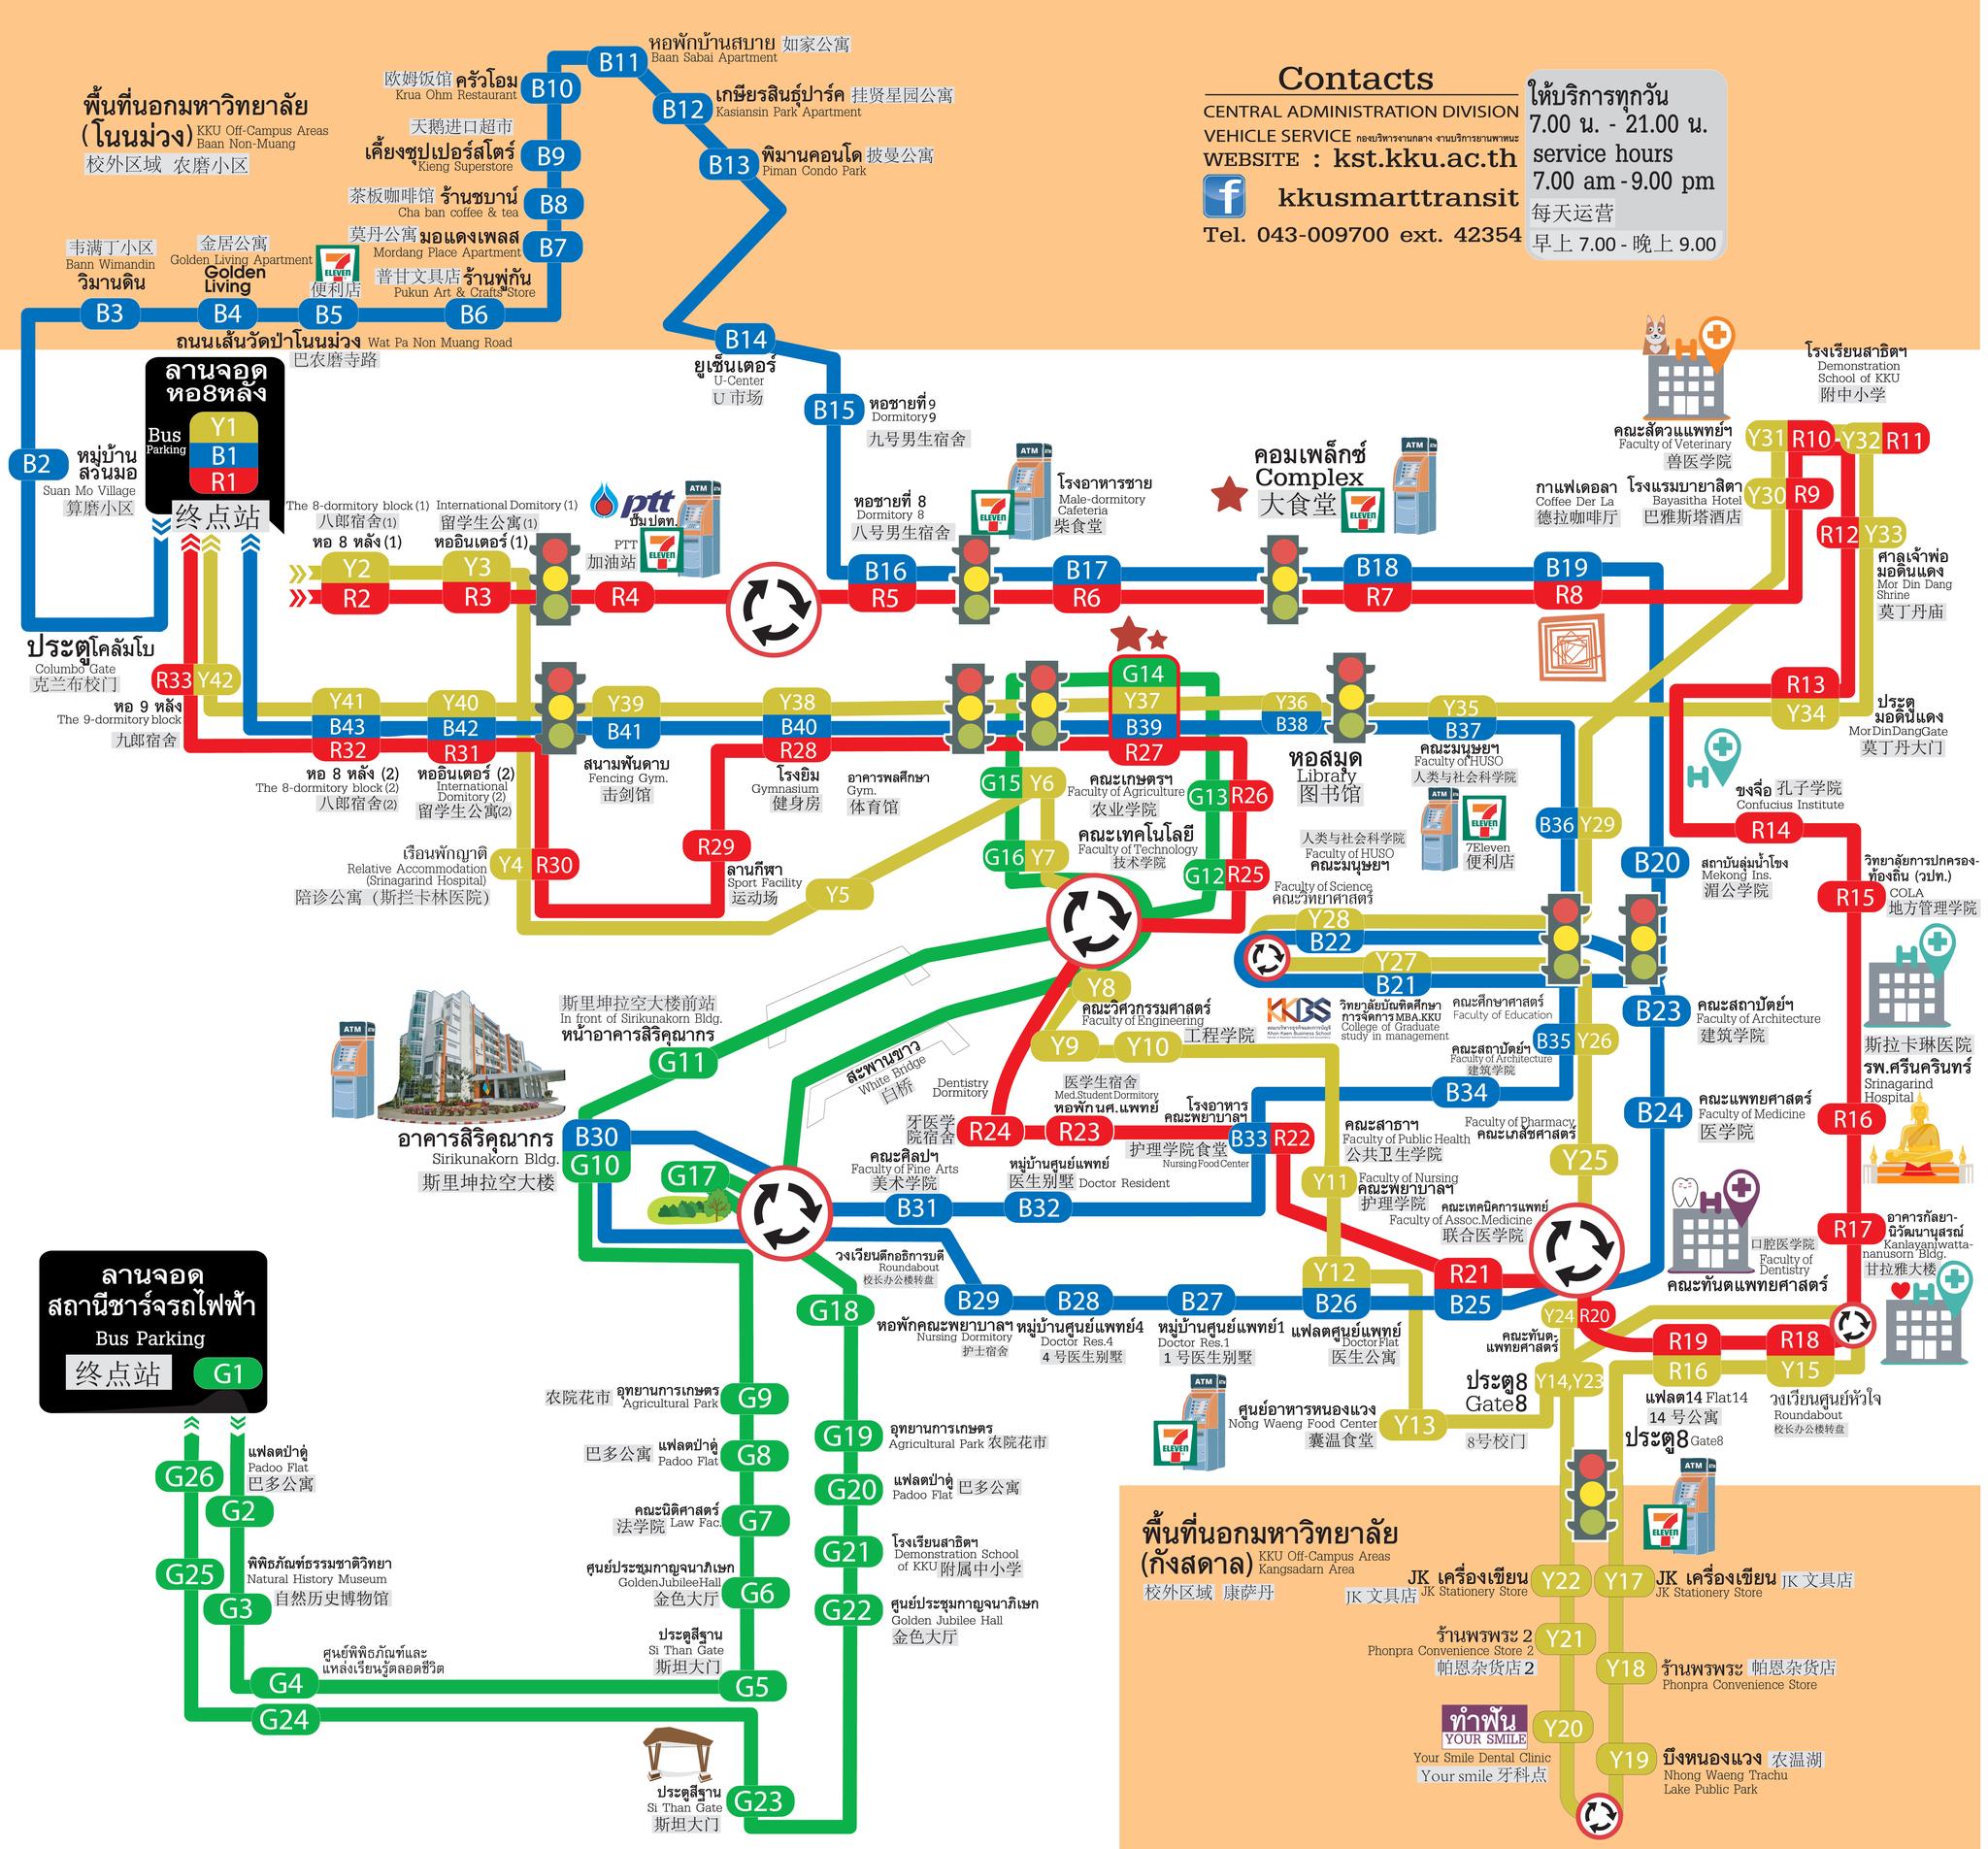 พื้นที่นอกมหาวิทยาลัย
(โนนม่วง) KKU Off-Campus Areas
Baan Non-Muang
校外区域 农磨小区
B11
หอพักบ้านสบาย 如家公寓
Baan Sabai Apartment
欧姆饭馆 ครัวโอม
Krua Ohm Restaurant
B10
B12
เกษียรสินธุ์ปาร์ค 挂贤星园公寓
Kasiansin Park Apartment
天鹅进口超市
เคี้ยงซุปเปอร์สโตร์
Kieng Superstore
B9
B13
พิมานคอนโด 披曼公寓
Piman Condo Park
茶板咖啡馆 ร้านชบาน์
Cha ban coffee & tea
B8
莫丹公寓 มอแดงเพลส
Mordang Place Apartment
B7
普甘文具店 ร้านพู่กัน
Pukun Art & Crafts Store
B6
韦满丁小区
Bann Wimandin
วิมานดิน
B3
金居公寓
Golden Living Apartment
Golden
Living
B4
7 ELEVEN
便利店
B5
ถนนเส้นวัดป่าโนนม่วง Wat Pa Non Muang Road
巴农磨寺路
Contacts
CENTRAL ADMINISTRATION DIVISION
VEHICLE SERVICE กองบริหารงานกลาง งานบริการยานพาหนะ
WEBSITE : kst.kku.ac.th
f kkusmarttransit
Tel. 043-009700 ext. 42354
ให้บริการทุกวัน
7.00 น. - 21.00 น.
service hours
7.00 am - 9.00 pm
每天运营
早上 7.00 - 晚上 9.00
ลานจอด
หอ8หลัง
Bus
Parking
Y1
B1
R1
终点站
B2
หมู่บ้าน
สวนมอ
Suan Mo Village
算磨小区
B14
ยูเซ็นเตอร์
U-Center
U 市场
B15
หอชายที่ 9
Dormitory 9
九号男生宿舍
The 8-dormitory block (1)
八郎宿舍(1)
หอ 8 หลัง (1)
Y2
R2
International Domitory (1)
留学生公寓(1)
หออินเตอร์ (1)
Y3
R3
ptt
ปั๊ม ปตท.
PTT
加油站
7 ELEVEN
ATM
R4
หอชายที่ 8
Dormitory 8
八号男生宿舍
B16
R5
7 ELEVEN
ATM
โรงอาหารชาย
Male-dormitory
Cafeteria
柴食堂
B17
R6
คอมเพล็กซ์
Complex
大食堂
7 ELEVEN
ATM
B18
R7
กาแฟเดอลา
Coffee Der La
德拉咖啡厅
B19
R8
โรงแรมบายาสิตา
Bayasitha Hotel
巴雅斯塔酒店
Y30 R9
คณะสัตวแแพทย์ฯ
Faculty of Veterinary
兽医学院
Y31 R10
Y32 R11
โรงเรียนสาธิตฯ
Demonstration
School of KKU
附中小学
R12 Y33
ศาลเจ้าพ่อ
มอดินแดง
Mor Din Dang
Shrine
莫丁丹庙
R13
Y34
ประตู
มอดินแดง
MorDinDangGate
莫丁丹大门
ประตูโคลัมโบ
Columbo Gate
克兰布校门
R33 Y42
หอ 9 หลัง
The 9-dormitory block
九郎宿舍
Y41
B43
R32
หอ 8 หลัง (2)
The 8-dormitory block (2)
八郎宿舍(2)
Y40
B42
R31
หออินเตอร์ (2)
International
Domitory (2)
留学生公寓(2)
Y39
B41
สนามฟันดาบ
Fencing Gym.
击剑馆
Y38
B40
R28
โรงยิม
Gymnasium
健身房
อาคารพลศึกษา
Gym.
体育馆
G14
Y37
B39
R27
คณะเกษตรฯ
Faculty of Agriculture
农业学院
Y36
B38
หอสมุด
Library
图书馆
Y35
B37
คณะมนุษยฯ
Faculty of HUSO
人类与社会科学院
ATM
7 ELEVEN
7Eleven
便利店
G15 Y6
G13 R26
คณะเทคโนโลยี
Faculty of Technology
技术学院
G16 Y7
G12 R25
人类与社会科学院
Faculty of HUSO
คณะมนุษยฯ
B36 Y29
ขงจื่อ 孔子学院
Confucius Institute
R14
เรือนพักญาติ
Relative Accommodation
(Srinagarind Hospital)
陪诊公寓 (斯拦卡林医院)
Y4 R30
R29
ลานกีฬา
Sport Facility
运动场
Y5
Faculty of Science
คณะวิทยาศาสตร์
Y28
B22
Y27
B21
B20
สถาบันลุ่มน้ำโขง
Mekong Ins.
湄公学院
วิทยาลัยการปกครอง-
ท้องถิ่น (วปท.)
COLA
地方管理学院
R15
KKBS
วิทยาลัยบัณฑิตศึกษา
การจัดการMBA.KKU
College of Graduate
study in management
คณะศึกษาศาสตร์
Faculty of Education
B23
คณะสถาปัตย์ฯ
Faculty of Architecture
建筑学院
斯拉卡琳医院
รพ.ศรีนครินทร์
Srinagarind
Hospital
R16
斯里坤拉空大楼前站
In front of Sirikunakorn Bldg.
หน้าอาคารสิริคุณากร
G11
Y8
คณะวิศวกรรมศาสตร์
Faculty of Engineering
工程学院
Y9
Y10
คณะสถาปัตย์ฯ
Faculty of Architecture
建筑学院
B35 Y26
B34
สะพานขาว
White Bridge
白桥
ATM
อาคารสิริคุณากร
Sirikunakorn Bldg.
斯里坤拉空大楼
B30
G10
Dentistry
Dormitory
牙医学
院宿舍
R24
医学生宿舍
Med.Student Dormitory
หอพัก นศ.แพทย์
R23
โรงอาหาร
คณะพยาบาลฯ
护理学院食堂
Nursing Food Center
B33 R22
คณะสาธาฯ
Faculty of Public Health
公共卫生学院
Faculty of Pharmacy
คณะเภสัชศาสตร์
Y25
B24
คณะแพทยศาสตร์
Faculty of Medicine
医学院
G17
คณะศิลปฯ
Faculty of Fine Arts
美术学院
B31
หมู่บ้านศูนย์แพทย์
医生别墅 Doctor Resident
B32
Y11
Faculty of Nursing
คณะพยาบาลฯ
护理学院
คณะเทคนิคการแพทย์
Faculty of Assoc.Medicine
联合医学院
口腔医学院
Faculty of
Dentistry
คณะทันตแพทยศาสตร์
R17
อาคารกัลยา-
นิวัฒนานุสรณ์
Kanlayaniwatta-
nanusorn Bldg.
甘拉雅大楼
วงเวียนตึกอธิการบดี
Roundabout
校长办公楼转盘
Y12
B26
แฟลตศูนย์แพทย์
DoctorFlat
医生公寓
R21
B25
B29
หอพักคณะพยาบาลฯ
Nursing Dormitory
护士宿舍
B28
หมู่บ้านศูนย์แพทย์4
Doctor Res.4
4 号医生别墅
B27
หมู่บ้านศูนย์แพทย์1
Doctor Res.1
1 号医生别墅
Y24 R20
คณะทันต-
แพทยศาสตร์
R19
R16
แฟลต14 Flat14
14 号公寓
R18
Y15
วงเวียนศูนย์หัวใจ
Roundabout
校长办公楼转盘
ประตู8
Gate8
Y14,Y23
8号校门
ประตู8 Gate8
ATM
7 ELEVEN
ศูนย์อาหารหนองแวง
Nong Waeng Food Center
囊温食堂
Y13
ลานจอด
สถานีชาร์จรถไฟฟ้า
Bus Parking
终点站
G1
G18
农院花市 อุทยานการเกษตร
Agricultural Park
G9
G19
อุทยานการเกษตร
Agricultural Park 农院花市
巴多公寓 แฟลตป่าดู่
Padoo Flat
G8
G20
แฟลตป่าดู่ 巴多公寓
Padoo Flat
G26
แฟลตป่าดู่
Padoo Flat
巴多公寓
G2
คณะนิติศาสตร์
法学院 Law Fac.
G7
G21
โรงเรียนสาธิตฯ
Demonstration School
of KKU 附属中小学
G25
พิพิธภัณฑ์ธรรมชาติวิทยา
Natural History Museum
自然历史博物馆
G3
ศูนย์ประชุมกาญจนาภิเษก
GoldenJubileeHall
金色大厅
G6
G22
ศูนย์ประชุมกาญจนาภิเษก
Golden Jubilee Hall
金色大厅
ศูนย์พิพิธภัณฑ์และ
แหล่งเรียนรู้ตลอดชีวิต
G4
ประตูสีฐาน
Si Than Gate
斯坦大门
G5
G24
ประตูสีฐาน
Si Than Gate
斯坦大门
G23
พื้นที่นอกมหาวิทยาลัย
(กังสดาล) KKU Off-Campus Areas
Kangsadarn Area
校外区域 康萨丹
ATM
7 ELEVEN
JK เครื่องเขียน
JK Stationery Store
JK 文具店
Y22
Y17
JK เครื่องเขียน JK 文具店
JK Stationery Store
ร้านพรพระ 2
Phonpra Convenience Store 2
帕恩杂货店 2
Y21
Y18
ร้านพรพระ 帕恩杂货店
Phonpra Convenience Store
ทำฟัน
YOUR SMILE
Your Smile Dental Clinic
Your smile 牙科点
Y20
Y19
บึงหนองแวง 农温湖
Nhong Waeng Trachu
Lake Public Park